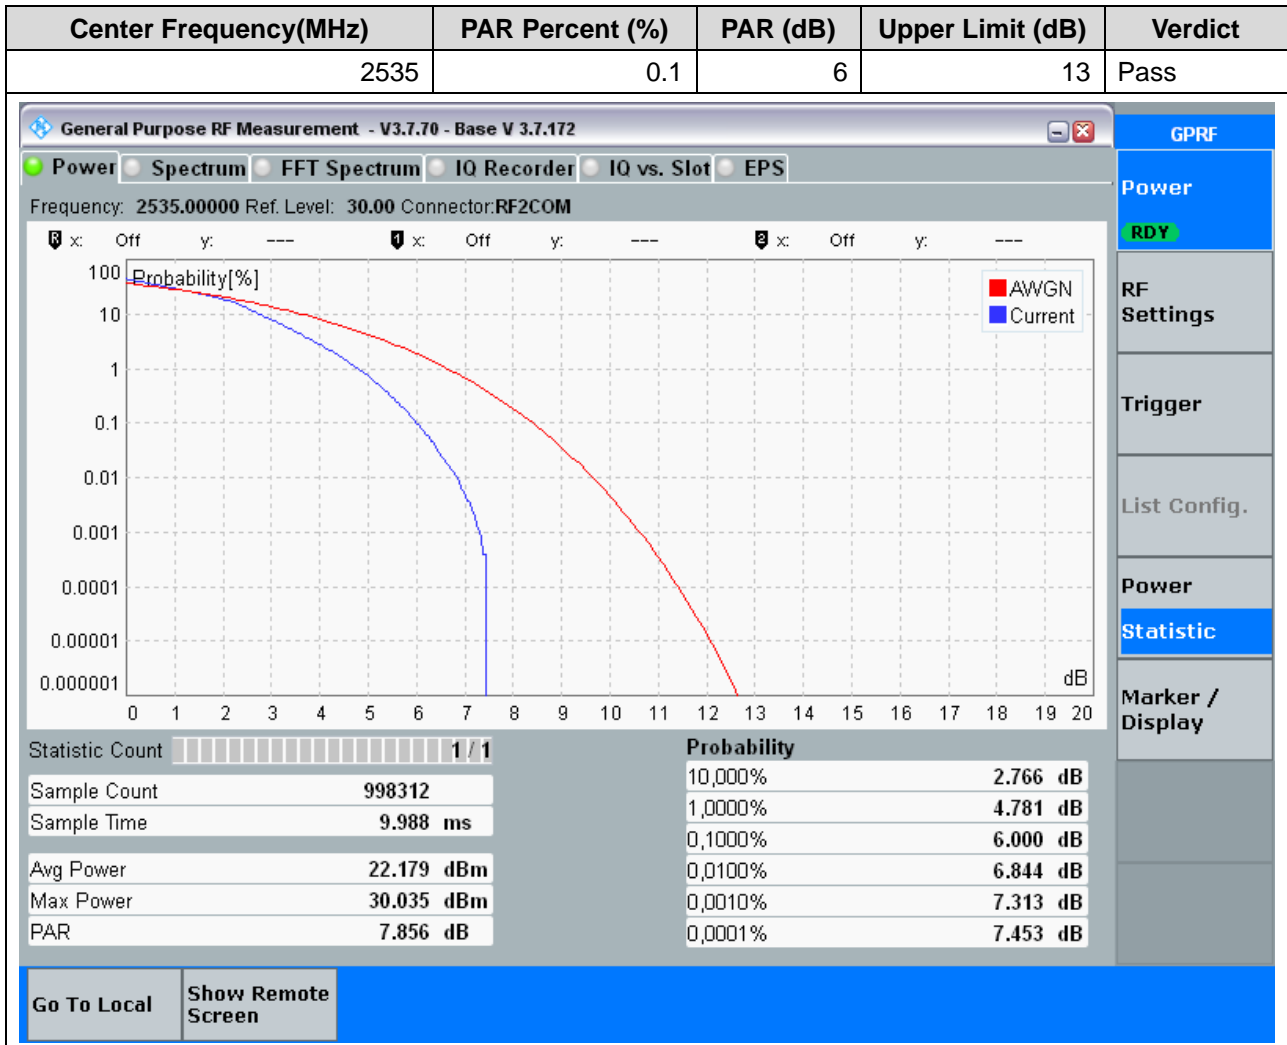 Center Frequency(MHz) PAR Percent (%) PAR (dB) Upper Limit (dB) Verdict
2535 0.1 6 13 Pass
General Purpose RF Measurement - V3.7.70 - Base V 3.7.172
GPRF
Power Spectrum FFT Spectrum IQ Recorder IQ vs. Slot EPS
Power
RDY
Frequency: 2535.00000 Ref. Level: 30.00 Connector:RF2COM
R x: Off y: --- 1 x: Off y: --- 2 x: Off y: ---
Probability[%]
AWGN
Current
100
10
1
0.1
0.01
0.001
0.0001
0.00001
0.000001
dB
0 1 2 3 4 5 6 7 8 9 10 11 12 13 14 15 16 17 18 19 20
RF
Settings
Trigger
List Config.
Power
Statistic
Marker /
Display
Statistic Count 1 / 1
Sample Count 998312
Sample Time 9.988 ms
Avg Power 22.179 dBm
Max Power 30.035 dBm
PAR 7.856 dB
Probability
10,000% 2.766 dB
1,0000% 4.781 dB
0,1000% 6.000 dB
0,0100% 6.844 dB
0,0010% 7.313 dB
0,0001% 7.453 dB
Go To Local
Show Remote
Screen